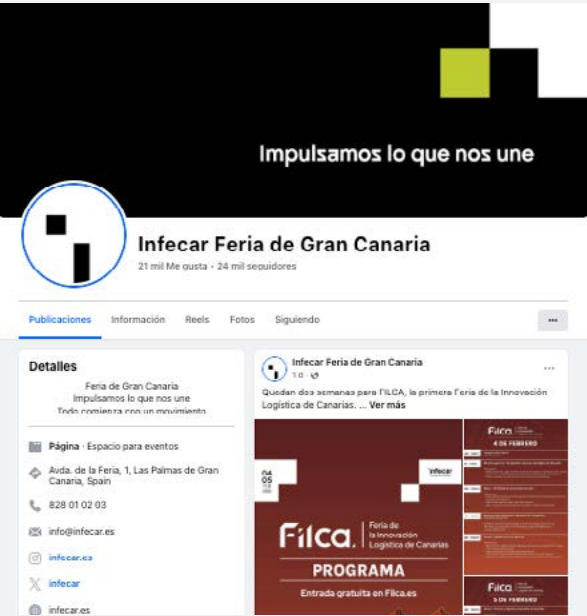 Impulsamos lo que nos une
Infecar Feria de Gran Canaria
21 mil Me gusta • 24 mil seguidores
Publicaciones Información Reels Fotos Siguiendo
Detalles
Feria de Gran Canaria
Impulsamos lo que nos une
Todo comienza con un movimiento
Página · Espacio para eventos
Avda. de la Feria, 1, Las Palmas de Gran
Canaria, Spain
828 01 02 03
info@infecar.es
infecar.es
infecar
infecar.es
Infecar Feria de Gran Canaria
1 d
Quedan dos semanas para FILCA, la primera Feria de la Innovación
Logística de Canarias. ... Ver más
04
05
infecar
Filca.
Feria de
la Innovación
Logística de Canarias
PROGRAMA
Entrada gratuita en Filca.es
Filca
4 DE FEBRERO
Filca
5 DE FEBRERO